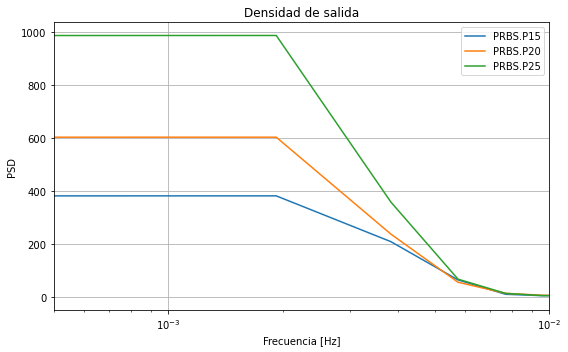 Densidad de salida
PRBS.P15
PRBS.P20
PRBS.P25
PSD
1000
800
600
400
200
0
10⁻³
10⁻²
Frecuencia [Hz]